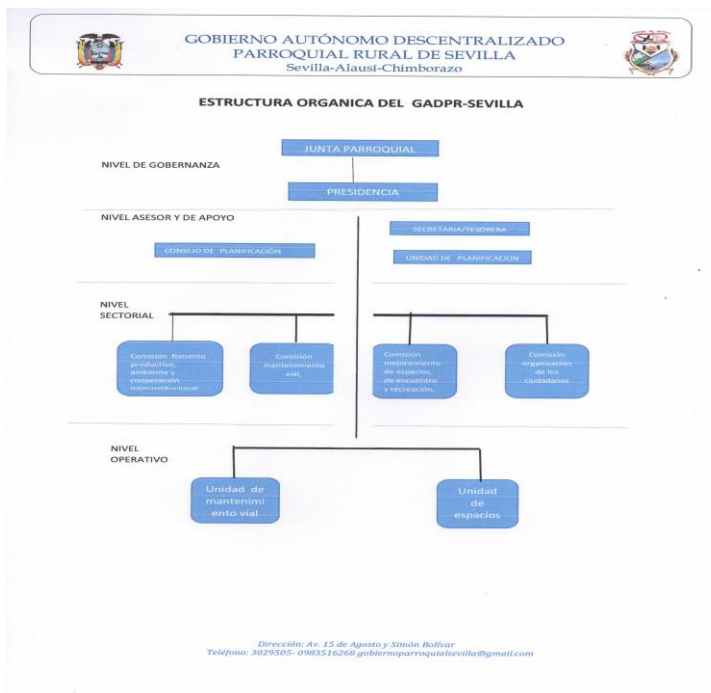 GOBIERNO AUTÓNOMO DESCENTRALIZADO
PARROQUIAL RURAL DE SEVILLA
Sevilla-Alausí-Chimborazo
ESTRUCTURA ORGANICA DEL GADPR-SEVILLA
JUNTA PARROQUIAL
NIVEL DE GOBERNANZA
PRESIDENCIA
NIVEL ASESOR Y DE APOYO
SECRETARIA/TESORERA
CONSEJO DE PLANIFICACIÓN
UNIDAD DE PLANIFICACION
NIVEL
SECTORIAL
Comisión fomento
productivo,
ambiente y
cooperación
interinstitucional
Comisión
mantenimiento
vial,
Comisión
mejoramiento
de espacios,
de encuentro
y recreación,
Comisión
organización
de los
ciudadanos
NIVEL
OPERATIVO
Unidad de
mantenimi
ento vial
Unidad
de
espacios
Dirección: Av. 15 de Agosto y Simón Bolívar
Teléfono: 3029505- 0983516268 gobiernoparroquialsevilla@gmail.com